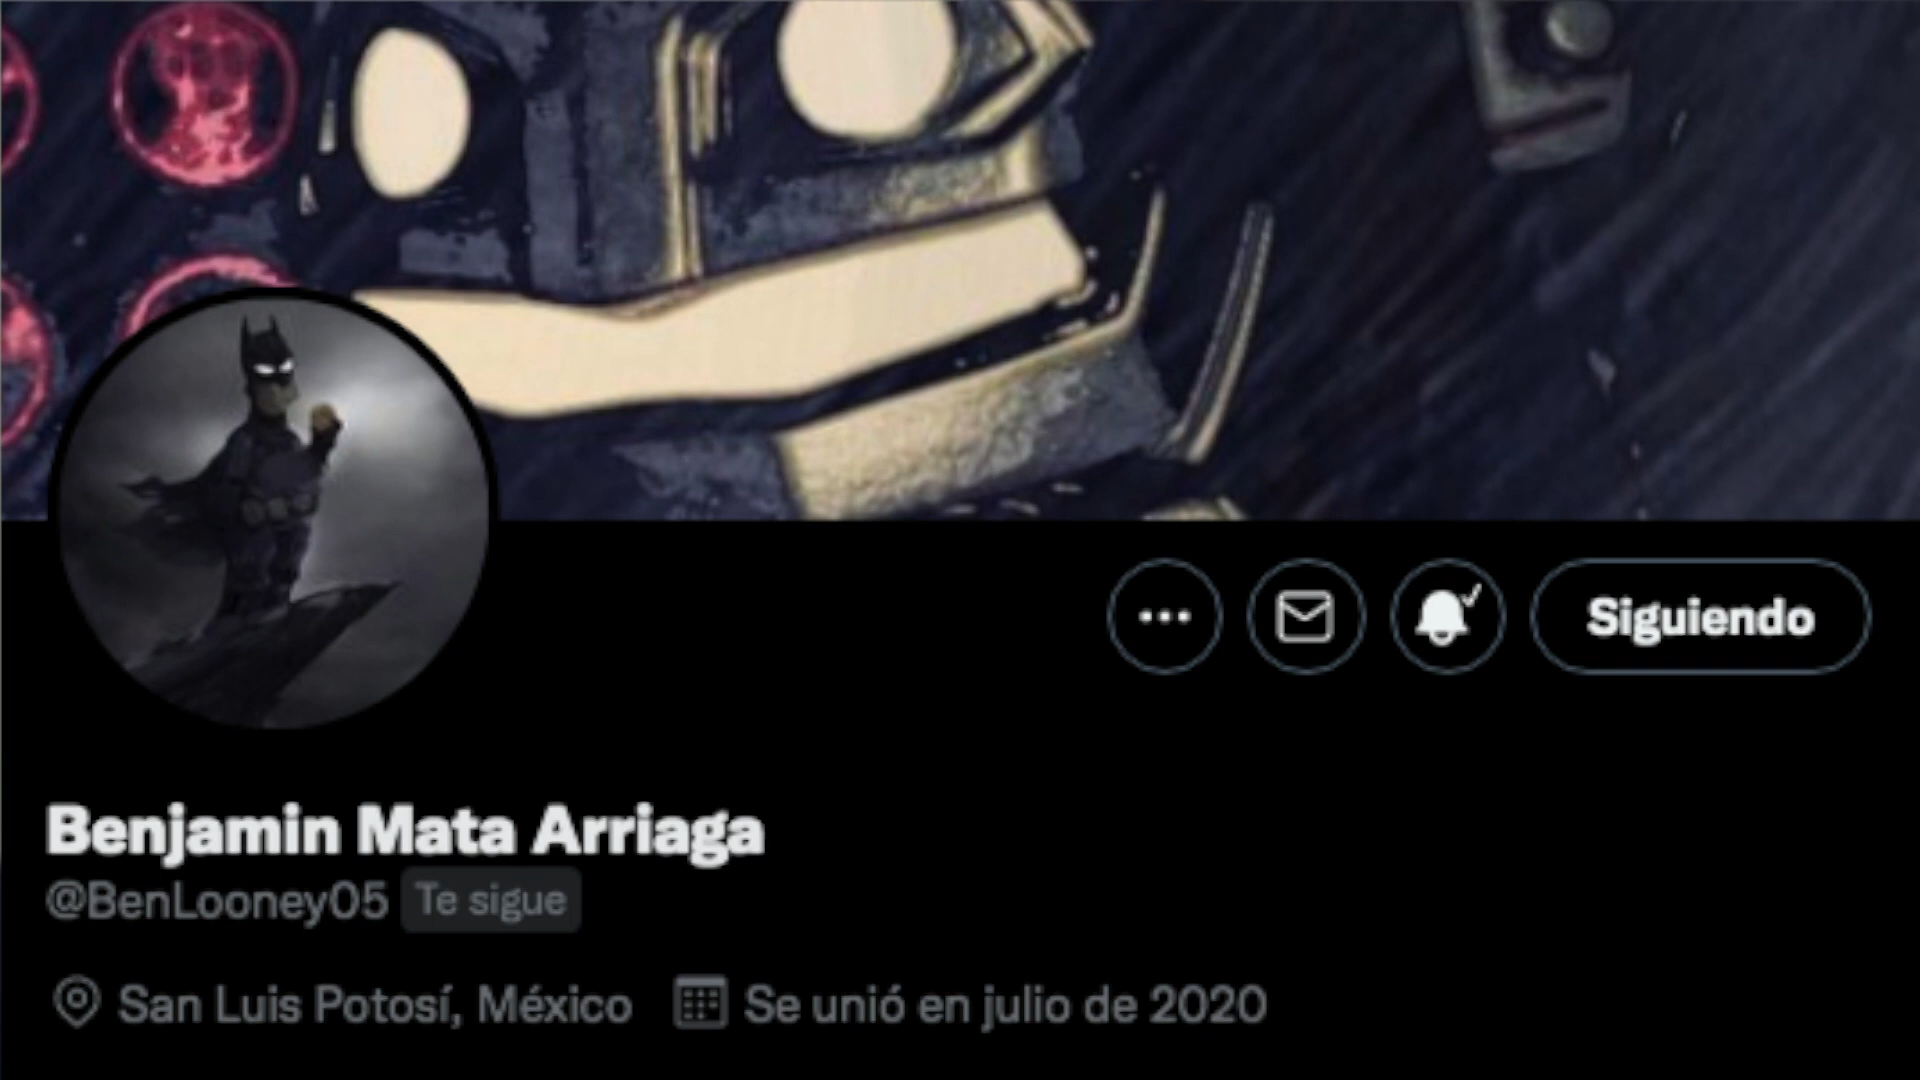 Siguiendo
Benjamin Mata Arriaga
@BenLooney05 Te sigue
San Luis Potosí, México Se unió en julio de 2020